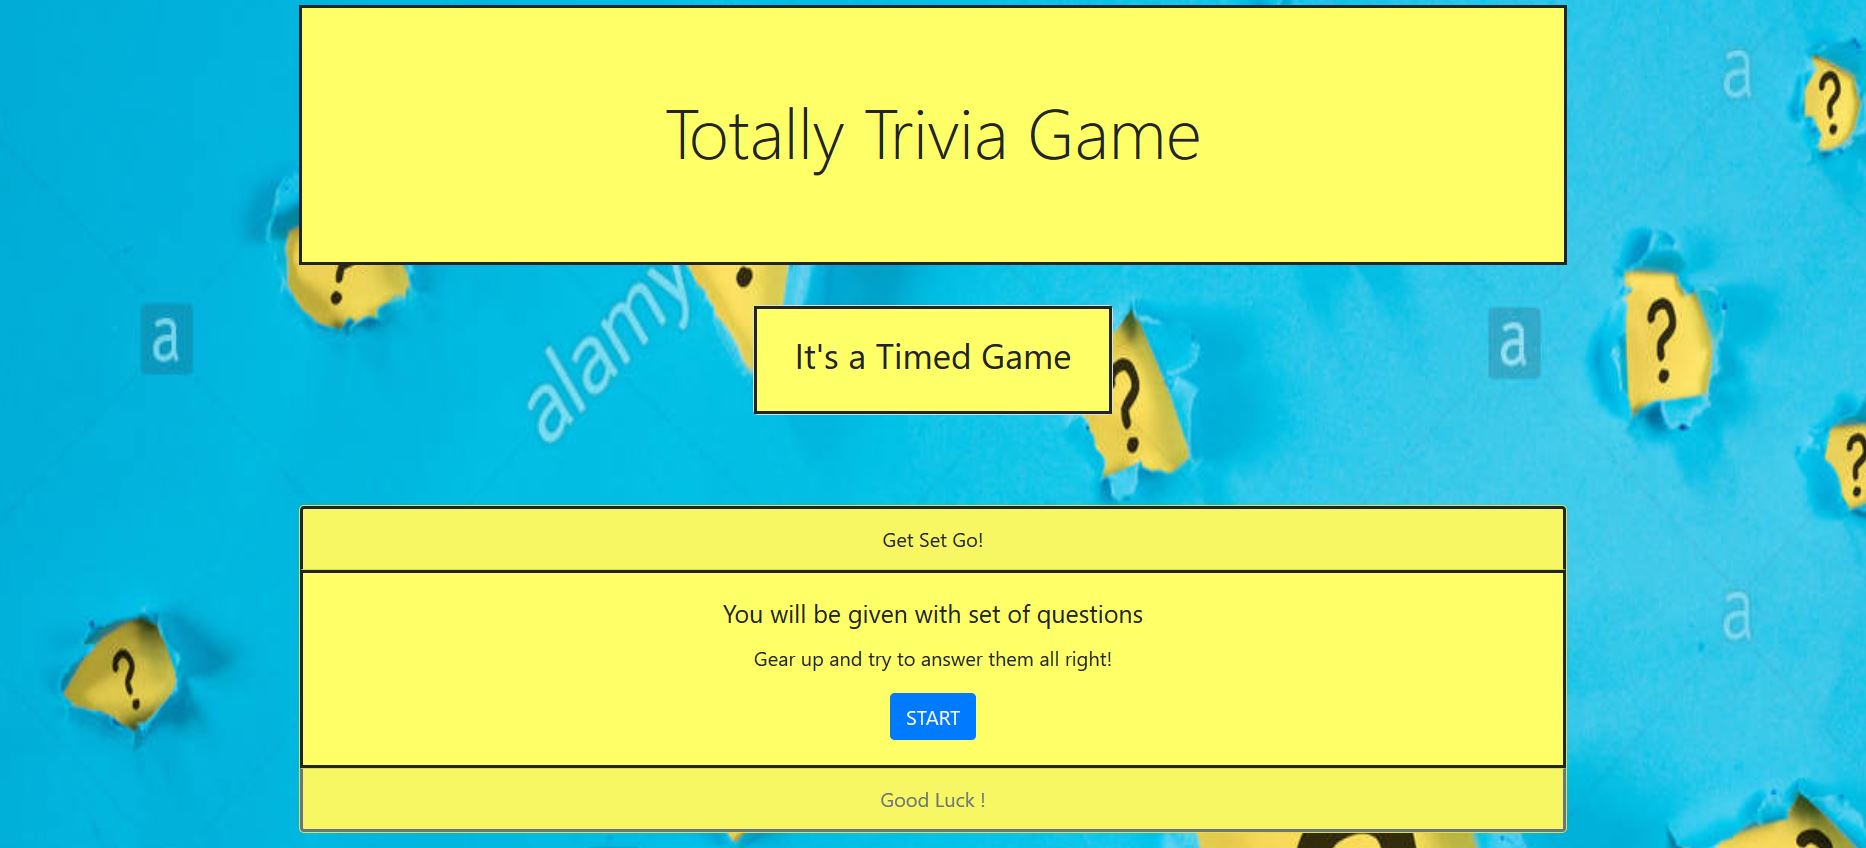 Totally Trivia Game
a
?
?
a
alamy
It's a Timed Game
?
a
?
?
Get Set Go!
You will be given with set of questions
Gear up and try to answer them all right!
START
Good Luck !
?
a